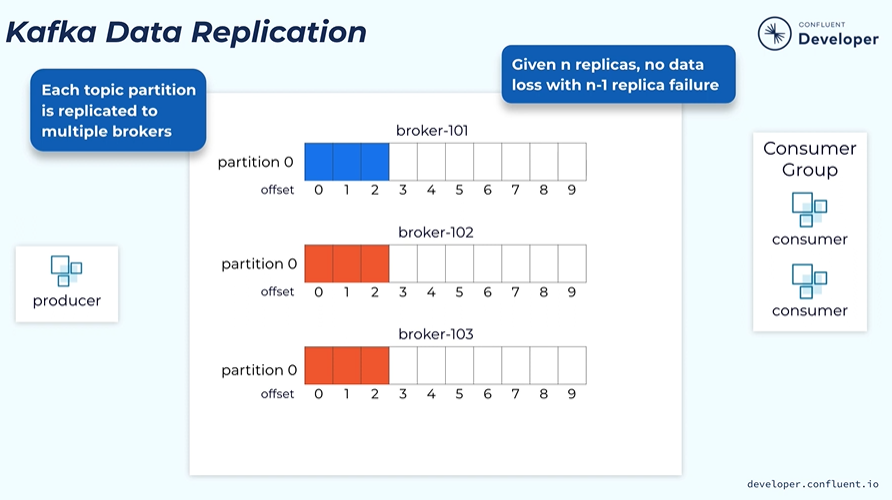 Kafka Data Replication
CONFLUENT
Developer
Each topic partition
is replicated to
multiple brokers
Given n replicas, no data
loss with n-1 replica failure
broker-101
partition 0
offset 0 1 2 3 4 5 6 7 8 9
broker-102
partition 0
offset 0 1 2 3 4 5 6 7 8 9
broker-103
partition 0
offset 0 1 2 3 4 5 6 7 8 9
producer
Consumer
Group
consumer
consumer
developer.confluent.io